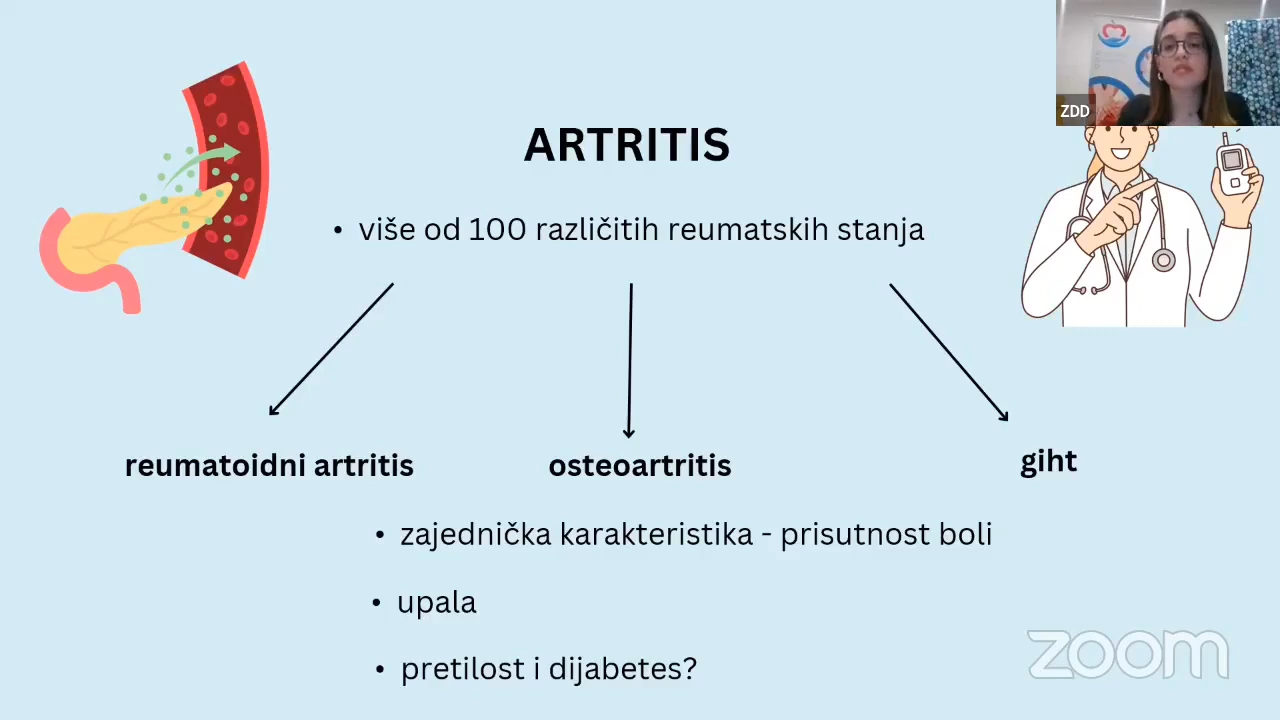 ZDD
ARTRITIS
• više od 100 različitih reumatskih stanja
reumatoidni artritis
osteoartritis
giht
• zajednička karakteristika - prisutnost boli
• upala
• pretilost i dijabetes?
zoom